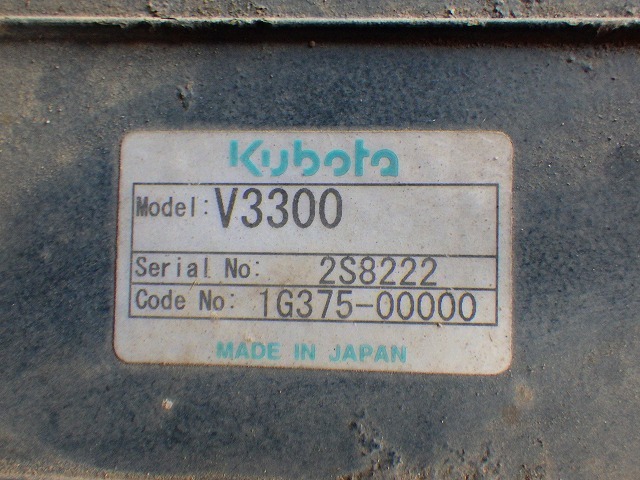 Kubota
Model: V3300
Serial No: 2S8222
Code No: 1G375-00000
MADE IN JAPAN